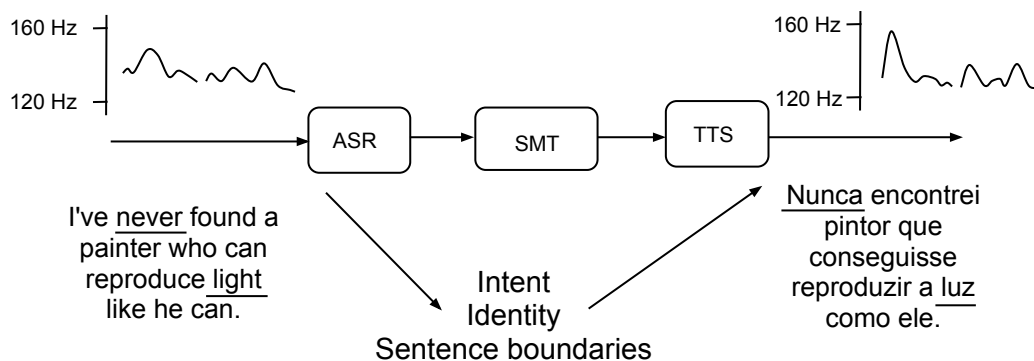 160 Hz
120 Hz
160 Hz
120 Hz
ASR
SMT
TTS
I've never found a
painter who can
reproduce light
like he can.
Intent
Identity
Sentence boundaries
Nunca encontrei
pintor que
conseguisse
reproduzir a luz
como ele.